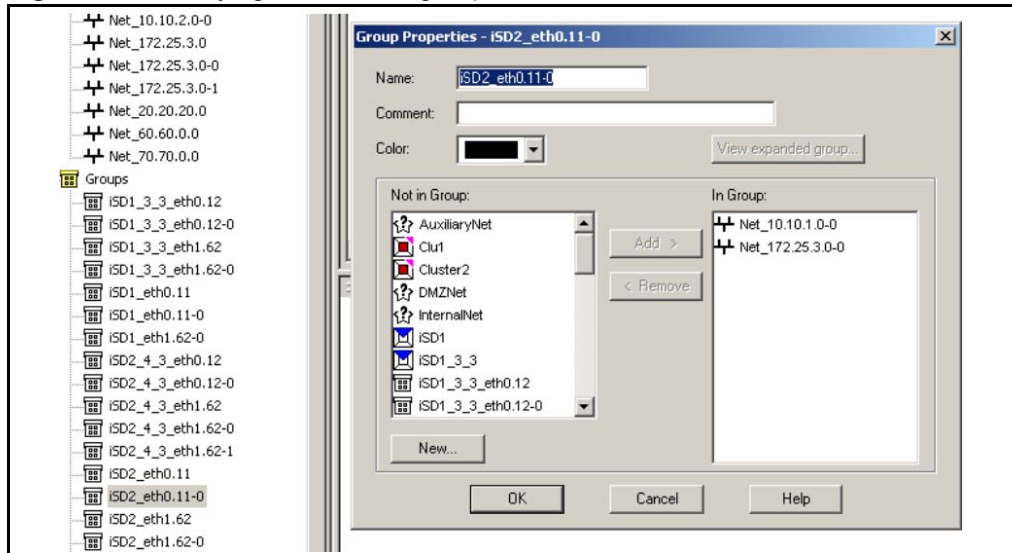 Net_10.10.2.0-0
Net_172.25.3.0
Net_172.25.3.0-0
Net_172.25.3.0-1
Net_20.20.20.0
Net_60.60.0.0
Net_70.70.0.0
Groups
iSD1_3_3_eth0.12
iSD1_3_3_eth0.12-0
iSD1_3_3_eth1.62
iSD1_3_3_eth1.62-0
iSD1_eth0.11
iSD1_eth0.11-0
iSD1_eth1.62-0
iSD2_4_3_eth0.12
iSD2_4_3_eth0.12-0
iSD2_4_3_eth1.62
iSD2_4_3_eth1.62-0
iSD2_4_3_eth1.62-1
iSD2_eth0.11
iSD2_eth0.11-0
iSD2_eth1.62
iSD2_eth1.62-0
Group Properties - iSD2_eth0.11-0
Name: iSD2_eth0.11-0
Comment:
Color:
View expanded group...
Not in Group:
AuxiliaryNet
Clu1
Cluster2
DMZNet
InternalNet
iSD1
iSD1_3_3
iSD1_3_3_eth0.12
iSD1_3_3_eth0.12-0
New...
Add >
< Remove
In Group:
Net_10.10.1.0-0
Net_172.25.3.0-0
OK Cancel Help